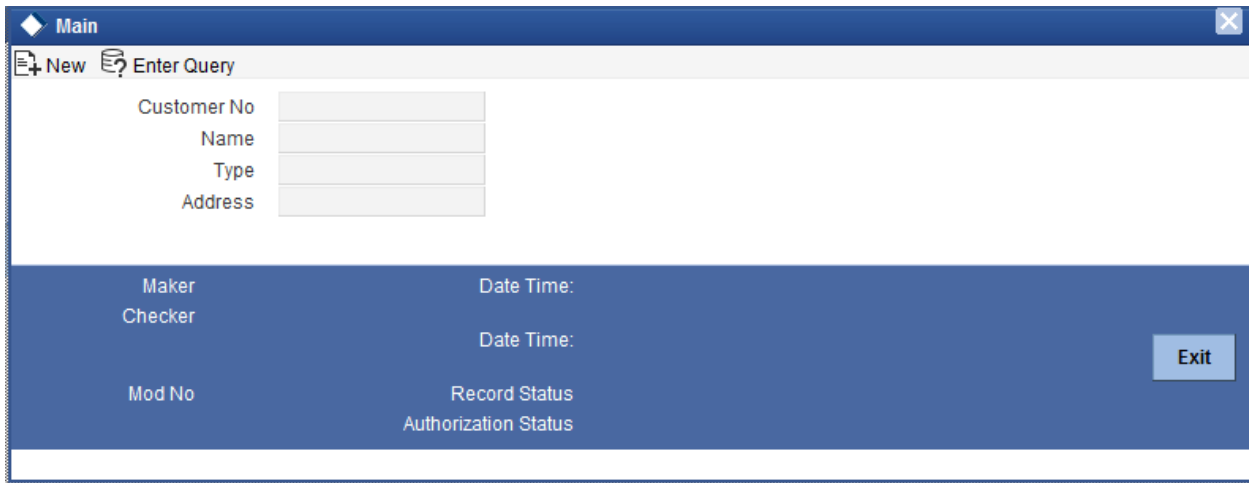 Main
New Enter Query
Customer No
Name
Type
Address
Maker Date Time:
Checker
Date Time:
Exit
Mod No Record Status
Authorization Status